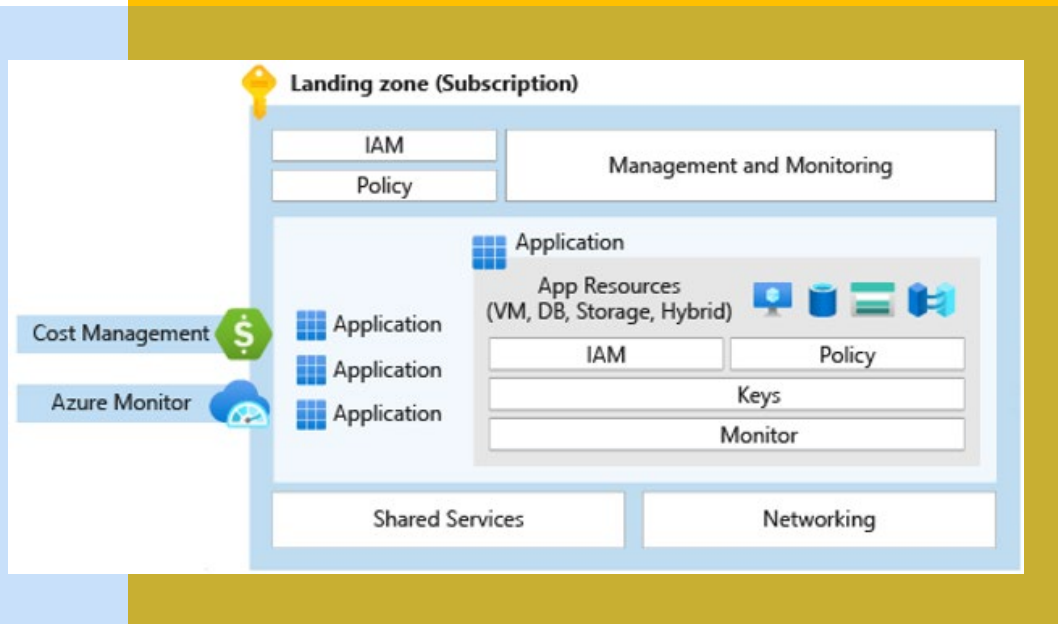 Landing zone (Subscription)
IAM
Policy
Management and Monitoring
Application
App Resources
(VM, DB, Storage, Hybrid)
IAM
Policy
Keys
Monitor
Application
Application
Application
Cost Management
$
Azure Monitor
Shared Services
Networking